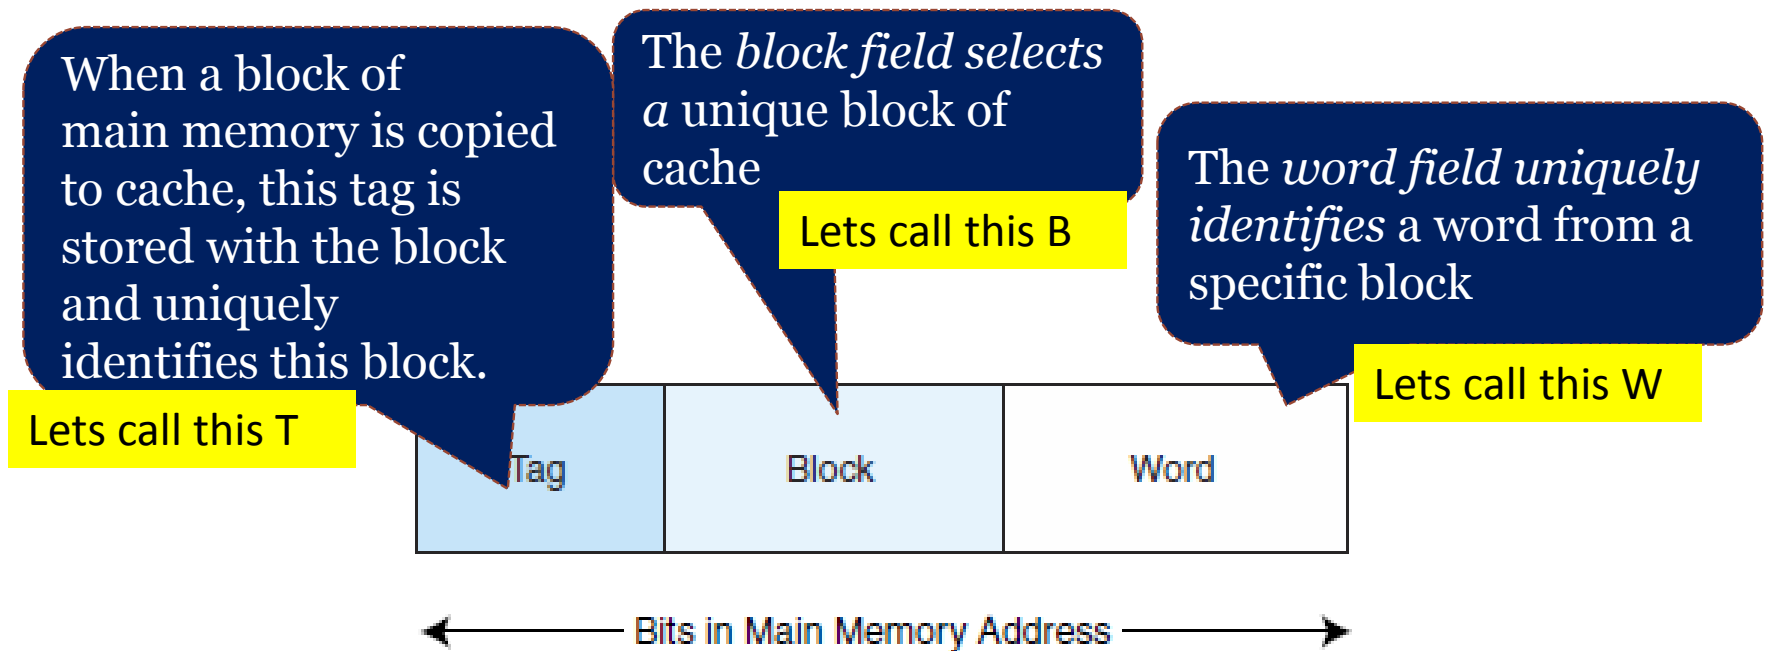 When a block of
main memory is copied
to cache, this tag is
stored with the block
and uniquely
identifies this block.
Lets call this T
The block field selects
a unique block of
cache
Lets call this B
The word field uniquely
identifies a word from a
specific block
Lets call this W
Tag
Block
Word
Bits in Main Memory Address